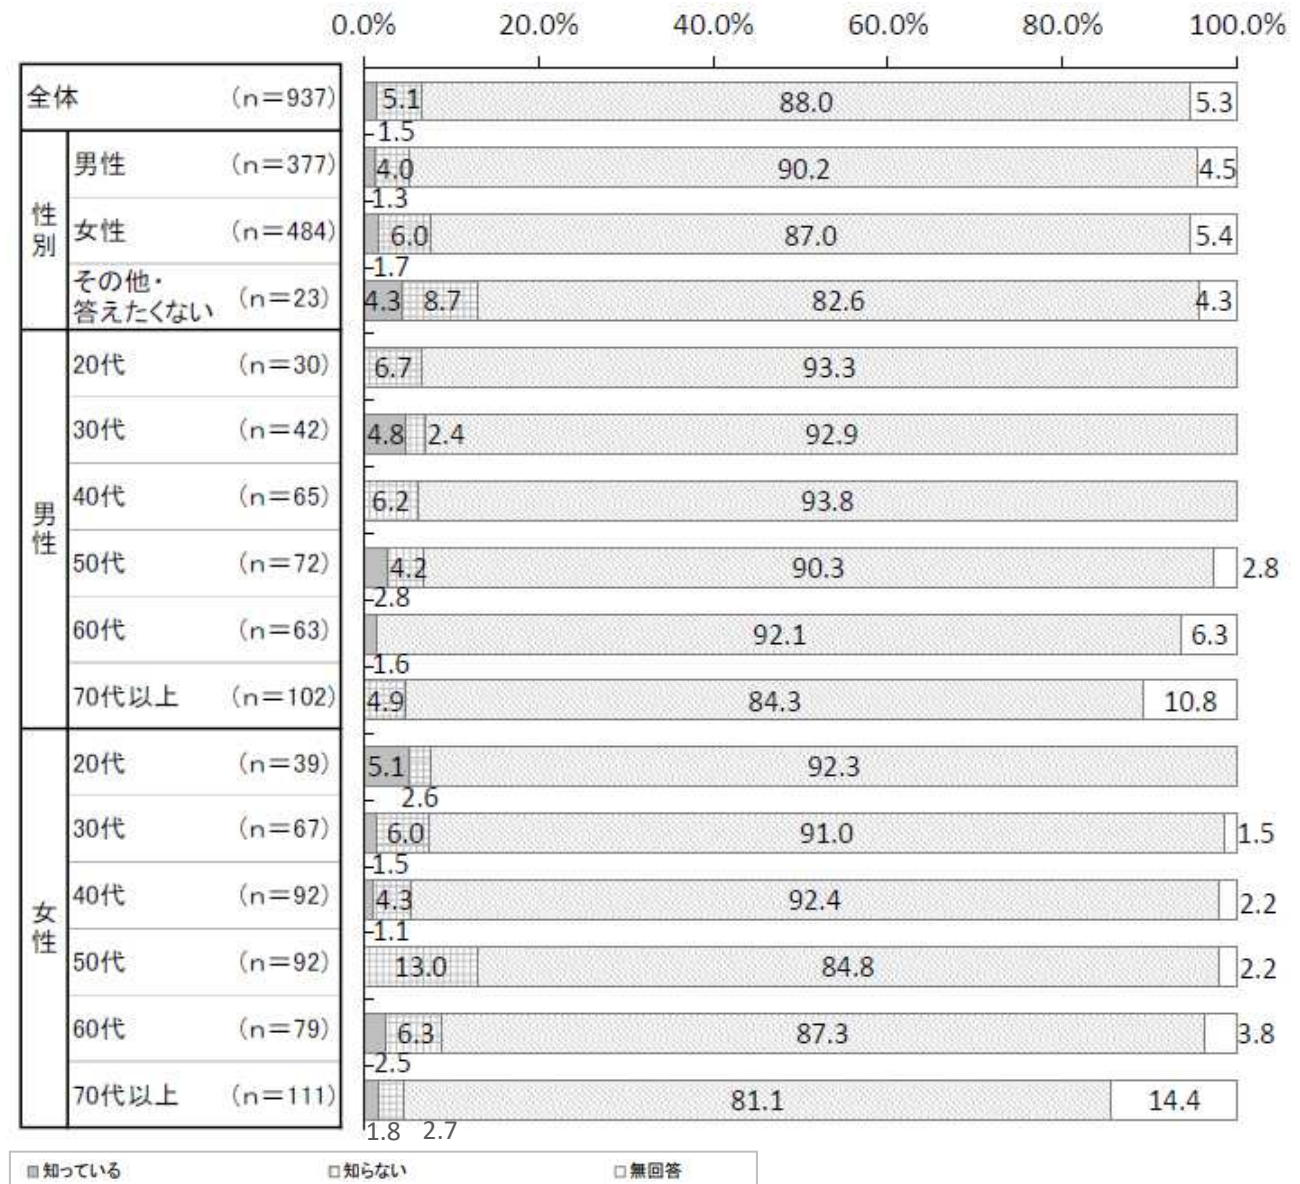 0.0% 20.0% 40.0% 60.0% 80.0% 100.0%
全体 (n=937) 5.1 88.0 5.3
1.5
性別
男性 (n=377) 4.0 90.2 4.5
1.3
女性 (n=484) 6.0 87.0 5.4
1.7
その他・
答えたくない (n=23) 4.3 8.7 82.6 4.3
男性
20代 (n=30) 6.7 93.3
30代 (n=42) 4.8 2.4 92.9
40代 (n=65) 6.2 93.8
50代 (n=72) 4.2 90.3 2.8
2.8
60代 (n=63) 92.1 6.3
1.6
70代以上 (n=102) 4.9 84.3 10.8
女性
20代 (n=39) 5.1 92.3
2.6
30代 (n=67) 6.0 91.0 1.5
1.5
40代 (n=92) 4.3 92.4 2.2
1.1
50代 (n=92) 13.0 84.8 2.2
60代 (n=79) 6.3 87.3 3.8
2.5
70代以上 (n=111) 81.1 14.4
1.8 2.7
知っている 知らない 無回答